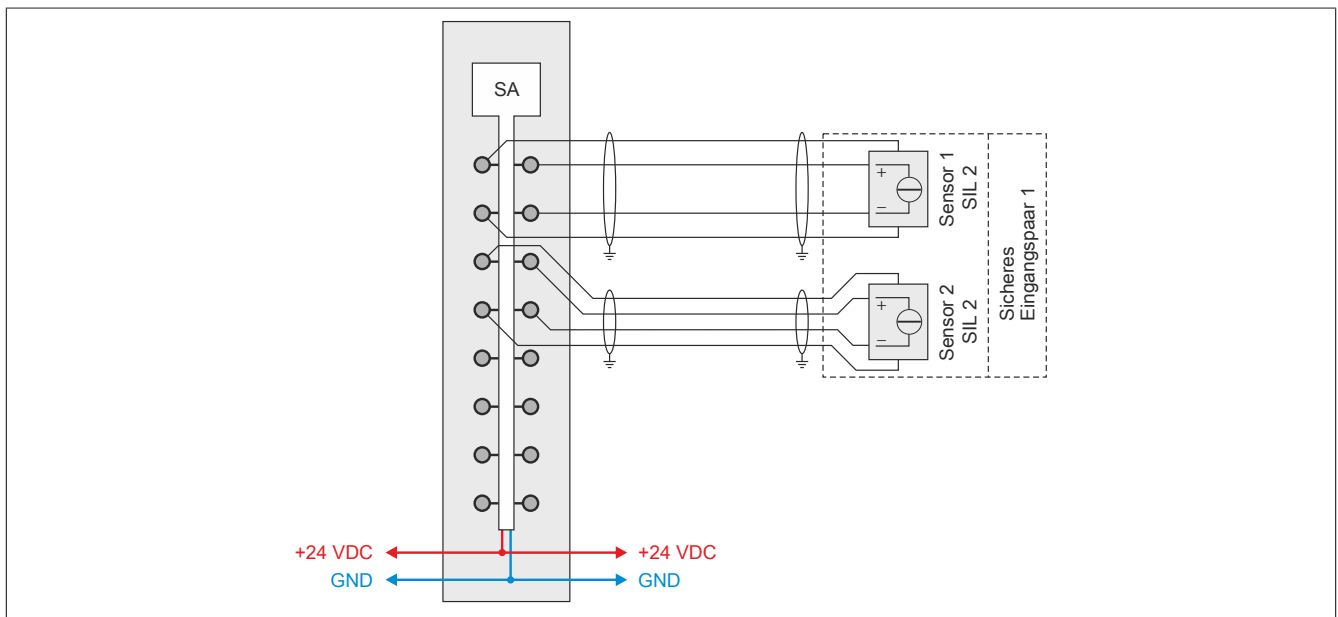 SA
+
−
Sensor 1
SIL 2
+
−
Sensor 2
SIL 2
Sicheres
Eingangspaar 1
+24 VDC
+24 VDC
GND
GND